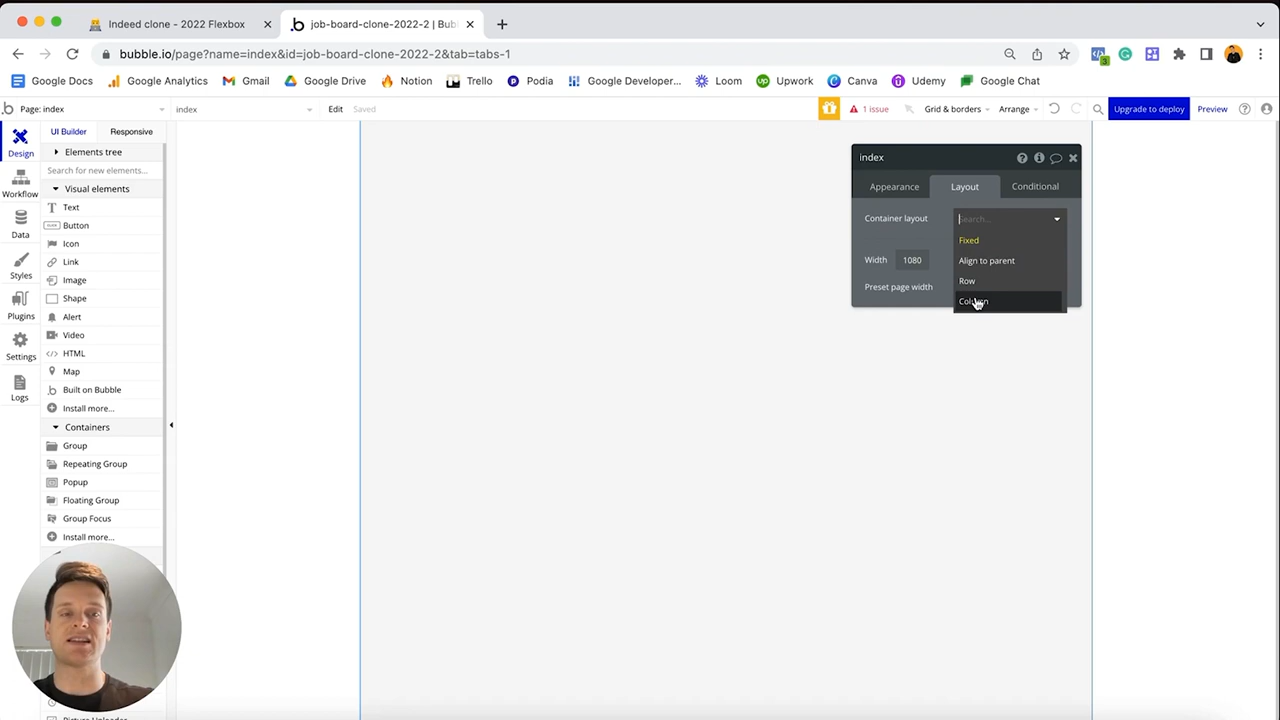 Indeed clone - 2022 Flexbox
job-board-clone-2022-2 | Bubl
bubble.io/page?name=index&id=job-board-clone-2022-2&tab=tabs-1
3
Google Docs Google Analytics Gmail Google Drive Notion Trello Podia Google Developer... Loom Upwork Canva Udemy Google Chat
Page: index index Edit Saved 1 issue Grid & borders Arrange Upgrade to deploy Preview
Design
Workflow
Data
Styles
Plugins
Settings
Logs
UI Builder Responsive
Elements tree
Search for new elements...
Visual elements
Text
CLICK Button
Icon
Link
Image
Shape
Alert
Video
</> HTML
Map
Built on Bubble
Install more...
Containers
Group
Repeating Group
Popup
Floating Group
Group Focus
Install more...
Picture Uploader
index
Appearance Layout Conditional
Container layout Search...
Fixed
Align to parent
Row
Column
Width 1080
Preset page width